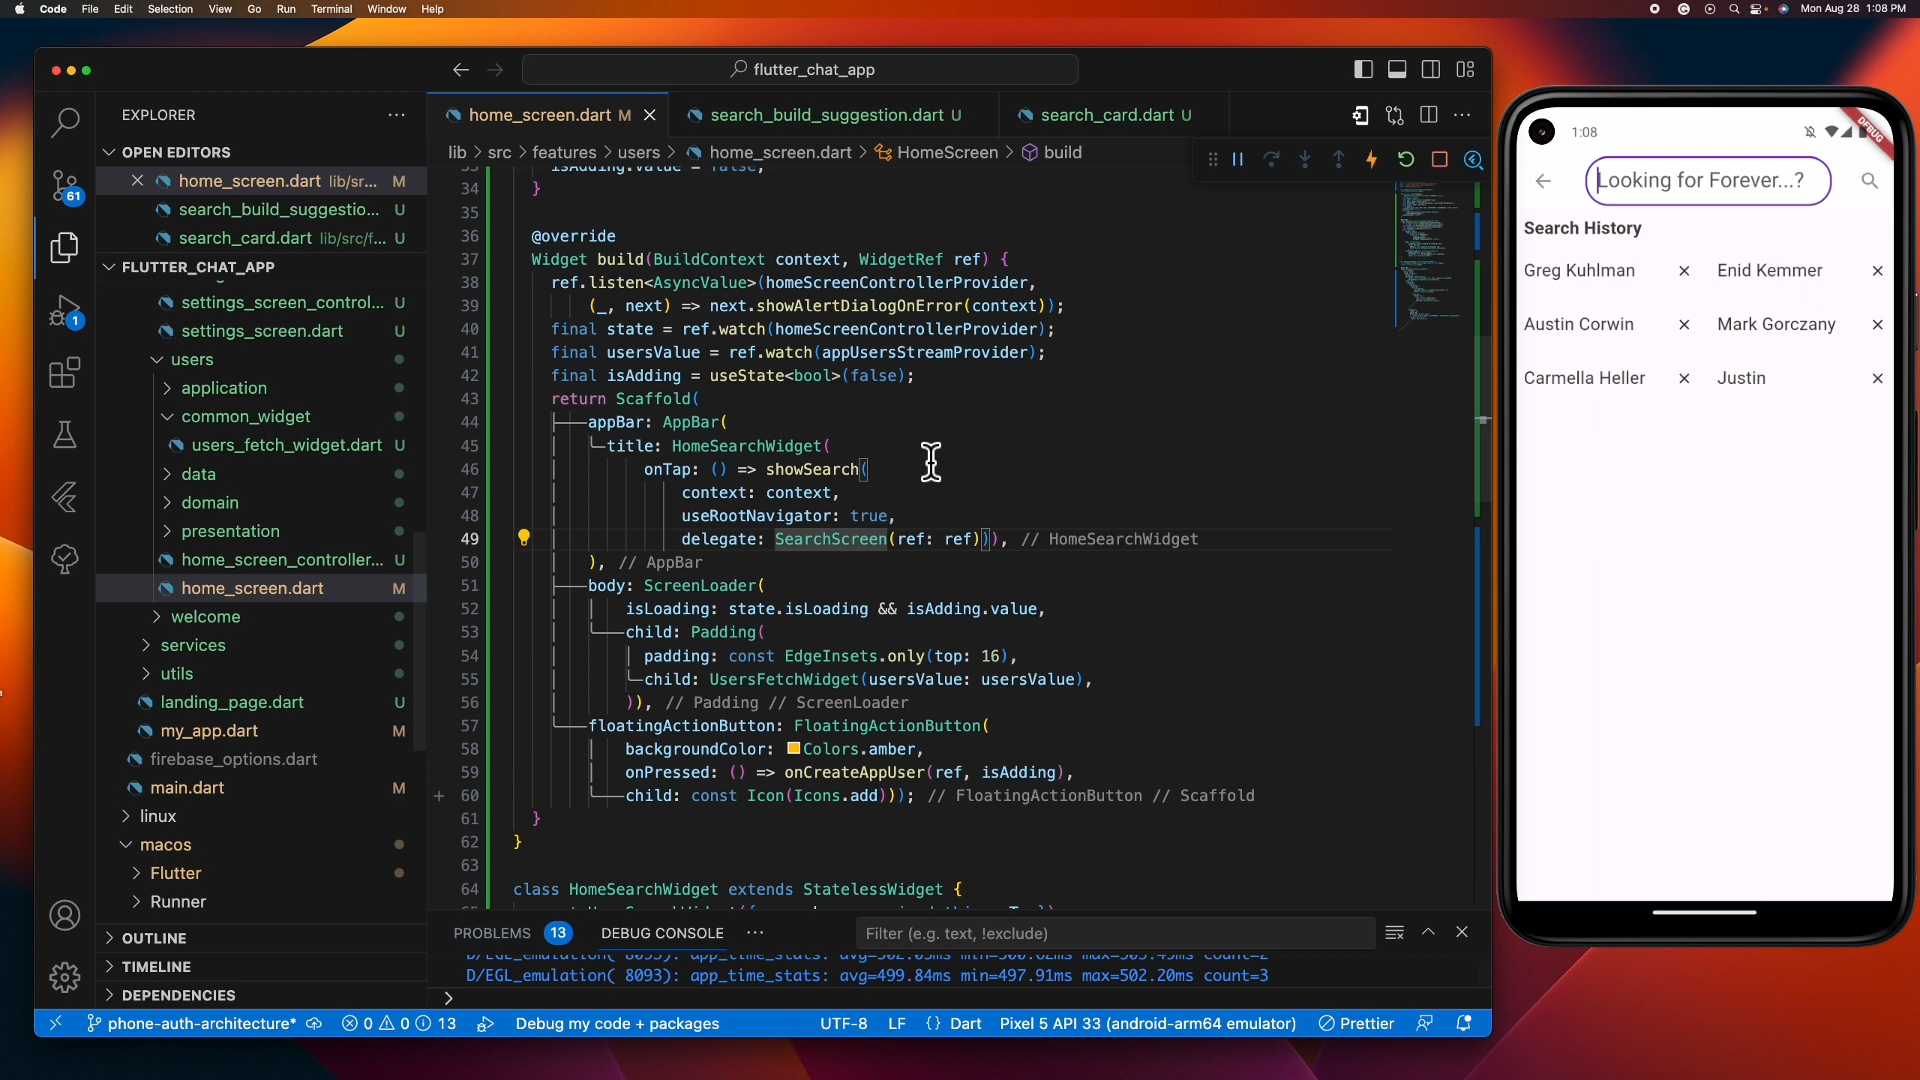 Code File Edit Selection View Go Run Terminal Window Help
Mon Aug 28 1:08 PM
flutter_chat_app
EXPLORER
OPEN EDITORS
home_screen.dart lib/sr... M
search_build_suggestio... U
search_card.dart lib/src/f... U
FLUTTER_CHAT_APP
settings_screen_control... U
settings_screen.dart U
users
application
common_widget
users_fetch_widget.dart U
data
domain
presentation
home_screen_controller... U
home_screen.dart M
welcome
services
utils
landing_page.dart U
my_app.dart M
firebase_options.dart
main.dart M
linux
macos
Flutter
Runner
OUTLINE
TIMELINE
DEPENDENCIES
61
1
home_screen.dart M
search_build_suggestion.dart U
search_card.dart U
lib > src > features > users > home_screen.dart > HomeScreen > build
34 }
35
36 @override
37 Widget build(BuildContext context, WidgetRef ref) {
38 ref.listen<AsyncValue>(homeScreenControllerProvider,
39 (_, next) => next.showAlertDialogOnError(context));
40 final state = ref.watch(homeScreenControllerProvider);
41 final usersValue = ref.watch(appUsersStreamProvider);
42 final isAdding = useState<bool>(false);
43 return Scaffold(
44 appBar: AppBar(
45 title: HomeSearchWidget(
46 onTap: () => showSearch(
47 context: context,
48 useRootNavigator: true,
49 delegate: SearchScreen(ref: ref))), // HomeSearchWidget
50 ), // AppBar
51 body: ScreenLoader(
52 isLoading: state.isLoading && isAdding.value,
53 child: Padding(
54 padding: const EdgeInsets.only(top: 16),
55 child: UsersFetchWidget(usersValue: usersValue),
56 )), // Padding // ScreenLoader
57 floatingActionButton: FloatingActionButton(
58 backgroundColor: Colors.amber,
59 onPressed: () => onCreateAppUser(ref, isAdding),
60 child: const Icon(Icons.add))); // FloatingActionButton // Scaffold
61 }
62 }
63
64 class HomeSearchWidget extends StatelessWidget {
PROBLEMS 13 DEBUG CONSOLE
Filter (e.g. text, !exclude)
D/EGL_emulation( 8093): app_time_stats: avg=499.84ms min=497.91ms max=502.20ms count=3
phone-auth-architecture* 0 0 13 Debug my code + packages
UTF-8 LF {} Dart Pixel 5 API 33 (android-arm64 emulator) Prettier
1:08
DEBUG
Looking for Forever...?
Search History
Greg Kuhlman Enid Kemmer
Austin Corwin Mark Gorczany
Carmella Heller Justin